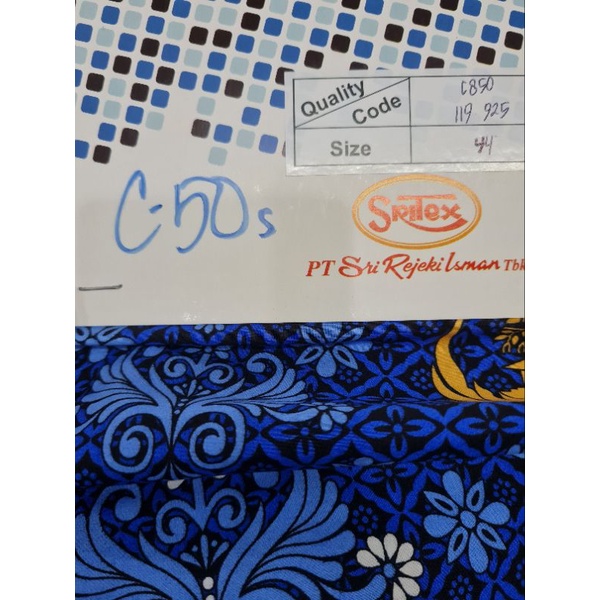 Quality Code C850 119 925
Size 44
C-50s
SRITEX
PT Sri Rejeki Isman Tbk